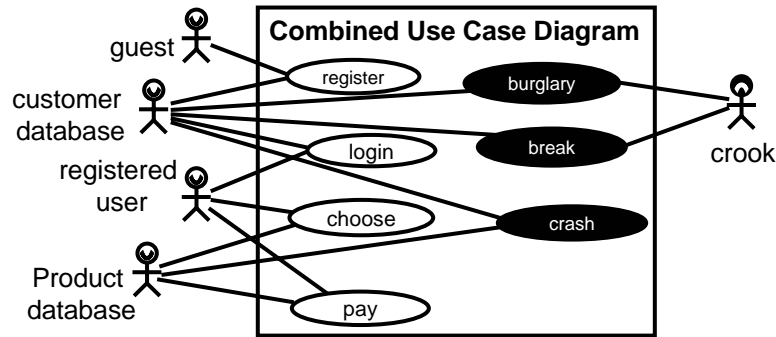 Combined Use Case Diagram
guest
register
customer
database
burglary
login
break
crook
registered
user
choose
crash
Product
database
pay